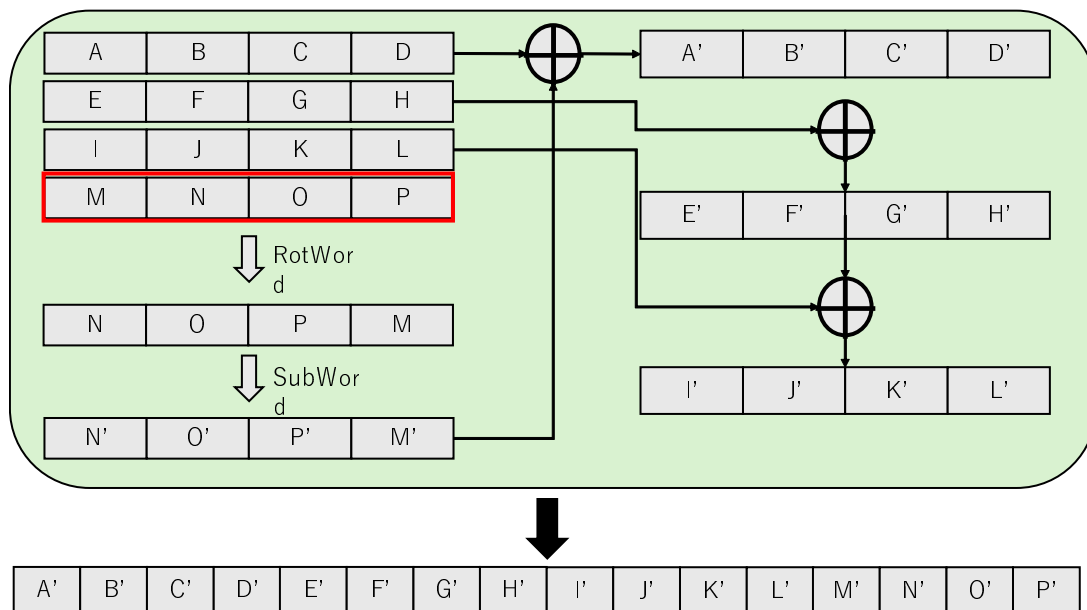 A B C D
A’ B’ C’ D’
E F G H
I J K L
M N O P
E’ F’ G’ H’
RotWor
d
N O P M
SubWor
d
I’ J’ K’ L’
N’ O’ P’ M’
A’ B’ C’ D’ E’ F’ G’ H’ I’ J’ K’ L’ M’ N’ O’ P’